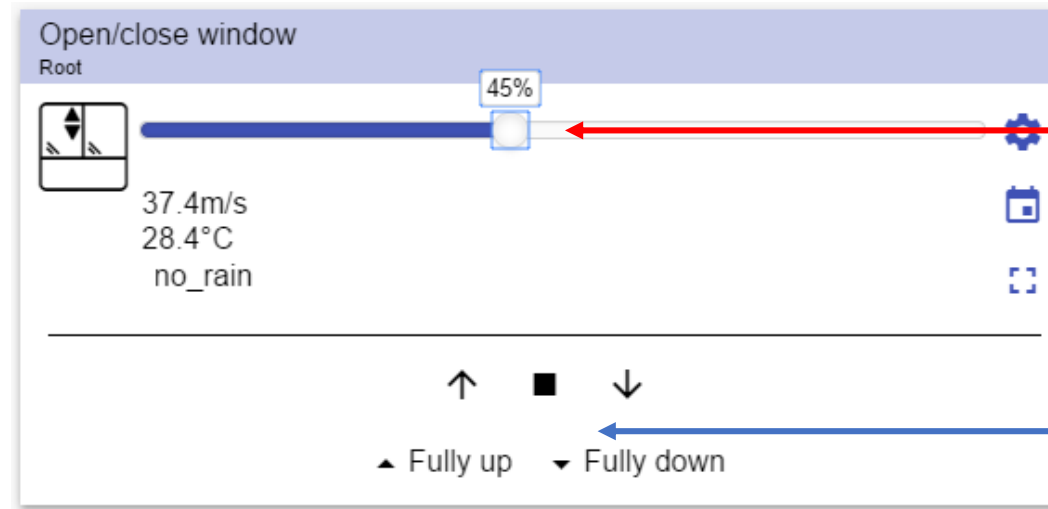 Open/close window
Root
45%
37.4m/s
28.4°C
no_rain
Fully up Fully down